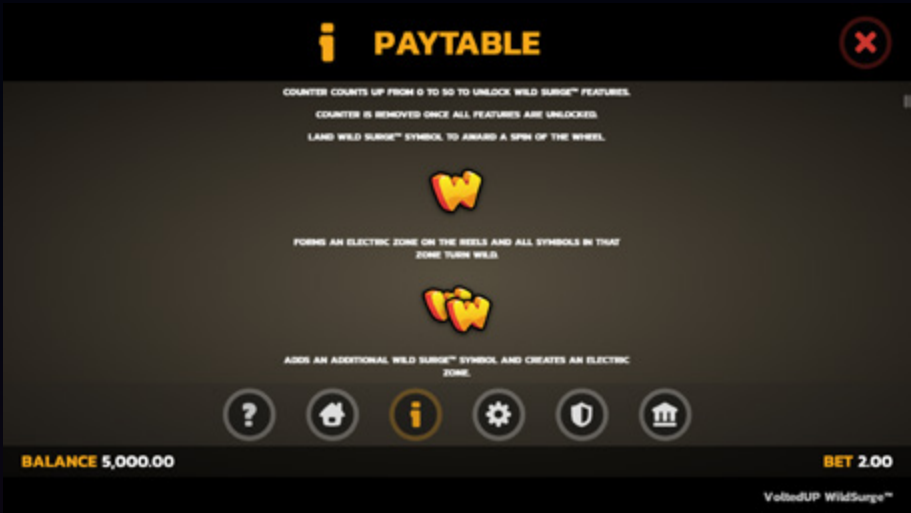 PAYTABLE
COUNTER COUNTS UP FROM 0 TO 50 TO UNLOCK WILD SURGE™ FEATURES.
COUNTER IS REMOVED ONCE ALL FEATURES ARE UNLOCKED.
LAND WILD SURGE™ SYMBOL TO AWARD A SPIN OF THE WHEEL.
W
FORMS AN ELECTRIC ZONE ON THE REELS AND ALL SYMBOLS IN THAT
ZONE TURN WILD.
W W
ADDS AN ADDITIONAL WILD SURGE™ SYMBOL AND CREATES AN ELECTRIC
ZONE.
? i
BALANCE 5,000.00 BET 2.00
VoltedUP WildSurge™